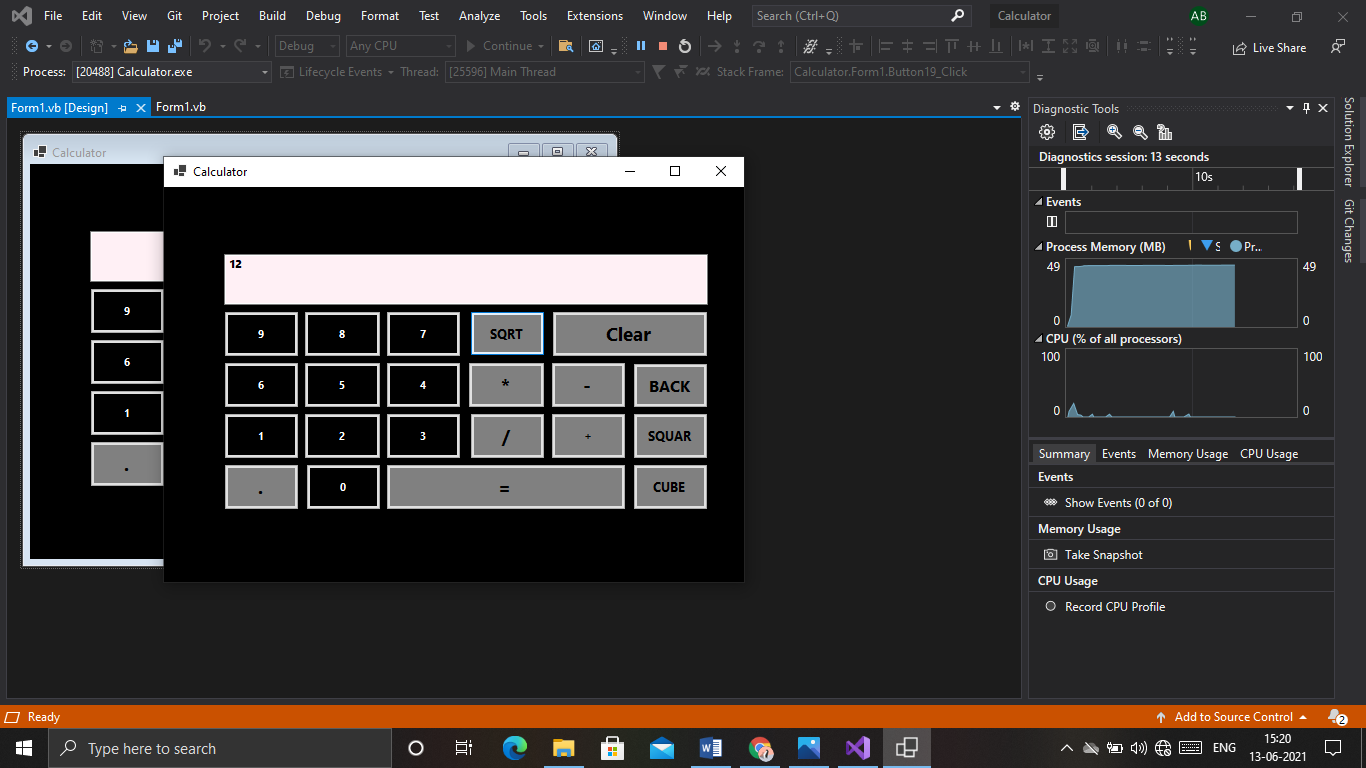 File Edit View Git Project Build Debug Format Test Analyze Tools Extensions Window Help Search (Ctrl+Q) Calculator AB
Debug Any CPU Continue Live Share
Process: [20488] Calculator.exe Lifecycle Events Thread: [25596] Main Thread Stack Frame: Calculator.Form1.Button19_Click
Form1.vb [Design] Form1.vb
Calculator
9
6
1
.
Calculator
12
9 8 7 SQRT Clear
6 5 4 * - BACK
1 2 3 / + SQUAR
. 0 = CUBE
Diagnostic Tools
Diagnostics session: 13 seconds
10s
Events
Process Memory (MB) S Pr...
49 49
0 0
CPU (% of all processors)
100 100
0 0
Summary Events Memory Usage CPU Usage
Events
Show Events (0 of 0)
Memory Usage
Take Snapshot
CPU Usage
Record CPU Profile
Solution Explorer
Git Changes
Ready Add to Source Control 2
Type here to search ENG 15:20
13-06-2021